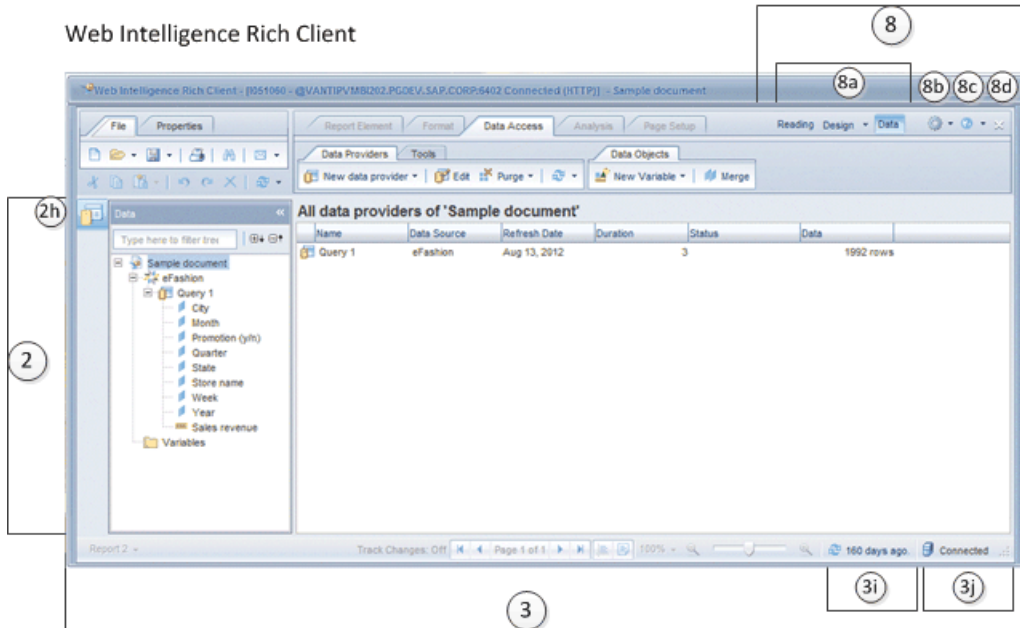 Web Intelligence Rich Client
8
8a
8b 8c 8d
Web Intelligence Rich Client - [I051060 - @VANTIPVMBI202.PGDEV.SAP.CORP:6402 Connected (HTTP)] - Sample document
File Properties
Report Element Format Data Access Analysis Page Setup
Reading Design Data
Data Providers Tools
Data Objects
New data provider Edit Purge
New Variable Merge
2h
Data
Type here to filter tree
All data providers of 'Sample document'
Name Data Source Refresh Date Duration Status Data
Query 1 eFashion Aug 13, 2012 3 1992 rows
Sample document
eFashion
Query 1
City
Month
Promotion (y/n)
Quarter
State
Store name
Week
Year
Sales revenue
Variables
2
Report 2
Track Changes: Off Page 1 of 1 100%
160 days ago. Connected
3i
3j
3